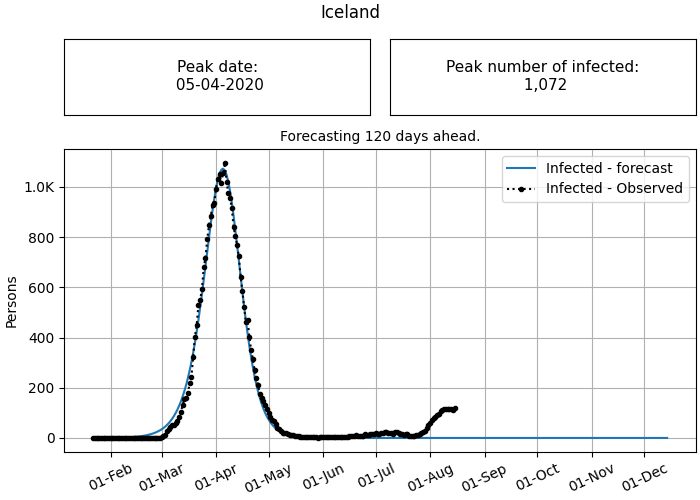 Iceland
Peak date:
05-04-2020
Peak number of infected:
1,072
Forecasting 120 days ahead.
Infected - forecast
Infected - Observed
Persons
1.0K
800
600
400
200
0
01-Feb
01-Mar
01-Apr
01-May
01-Jun
01-Jul
01-Aug
01-Sep
01-Oct
01-Nov
01-Dec